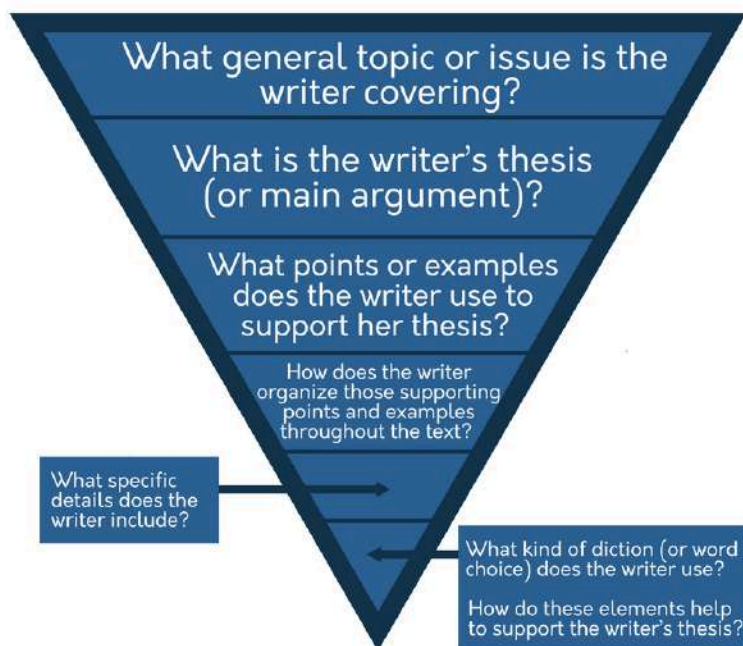 What general topic or issue is the
writer covering?
What is the writer's thesis
(or main argument)?
What points or examples
does the writer use to
support her thesis?
How does the writer
organize those supporting
points and examples
throughout the text?
What specific
details does the
writer include?
What kind of diction (or word
choice) does the writer use?
How do these elements help
to support the writer's thesis?